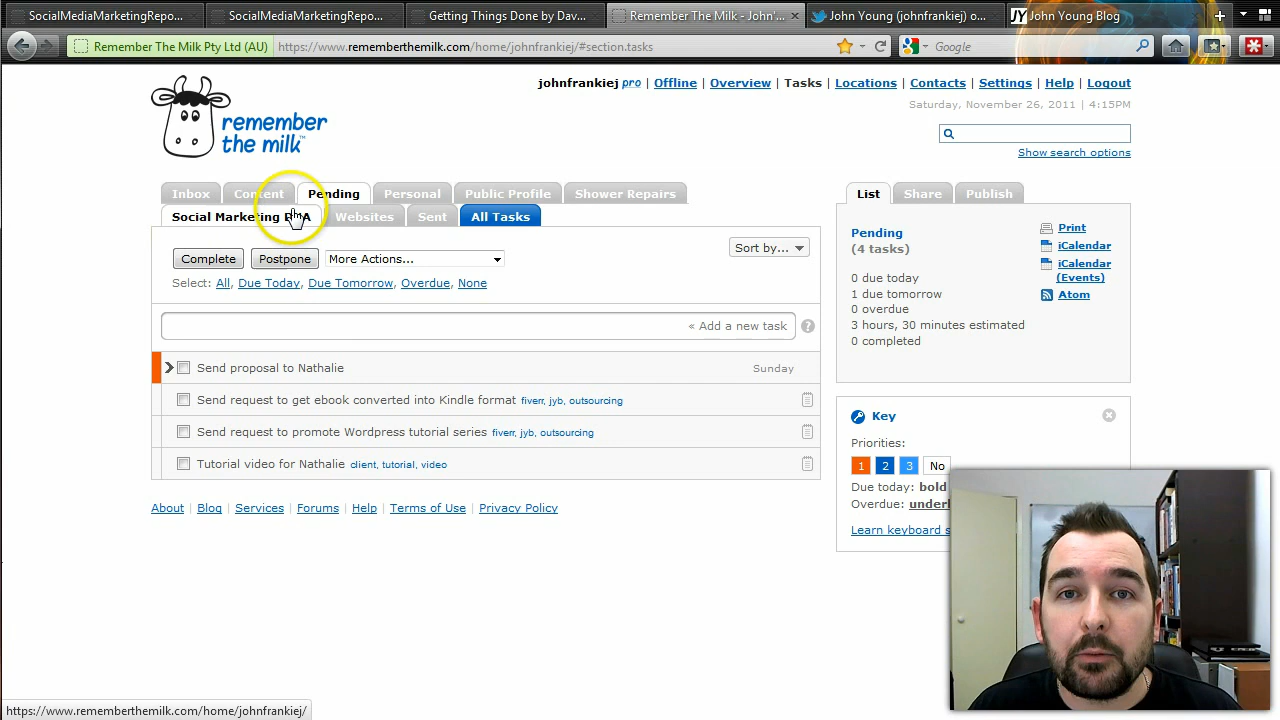 SocialMediaMarketingRepo...
SocialMediaMarketingRepo...
Getting Things Done by Dav...
Remember The Milk - John'...
John Young (johnfrankiej) o...
JY John Young Blog
Remember The Milk Pty Ltd (AU)
https://www.rememberthemilk.com/home/johnfrankiej/#section.tasks
Google
remember
the milk
johnfrankiej pro | Offline | Overview | Tasks | Locations | Contacts | Settings | Help | Logout
Saturday, November 26, 2011 | 4:15PM
Show search options
Inbox Content Pending Personal Public Profile Shower Repairs
Social Marketing Websites Sent All Tasks
Complete Postpone More Actions... Sort by...
Select: All, Due Today, Due Tomorrow, Overdue, None
« Add a new task ?
Send proposal to Nathalie Sunday
Send request to get ebook converted into Kindle format fiverr, jyb, outsourcing
Send request to promote Wordpress tutorial series fiverr, jyb, outsourcing
Tutorial video for Nathalie client, tutorial, video
About | Blog | Services | Forums | Help | Terms of Use | Privacy Policy
List Share Publish
Pending
(4 tasks)
0 due today
1 due tomorrow
0 overdue
3 hours, 30 minutes estimated
0 completed
Print
iCalendar
iCalendar
(Events)
Atom
Key
Priorities:
1 2 3 No
Due today: bold
Overdue: underl
Learn keyboard s
https://www.rememberthemilk.com/home/johnfrankiej/